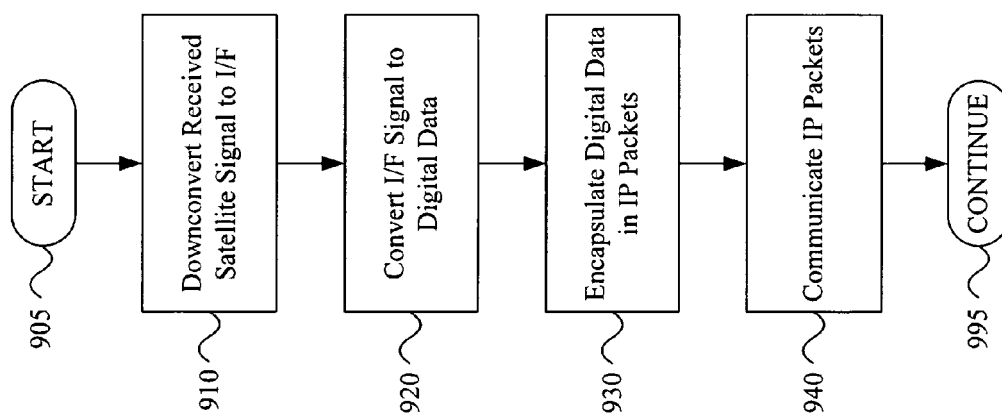 START
905
Downconvert Received
Satellite Signal to I/F
910
Convert I/F Signal to
Digital Data
920
Encapsulate Digital Data
in IP Packets
930
Communicate IP Packets
940
CONTINUE
995